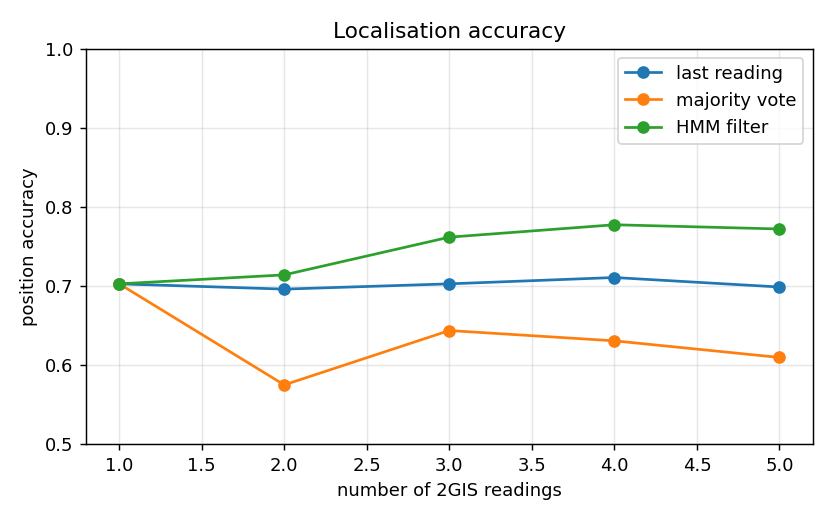 Localisation accuracy
1.0
0.9
0.8
0.7
0.6
0.5
position accuracy
last reading
majority vote
HMM filter
1.0 1.5 2.0 2.5 3.0 3.5 4.0 4.5 5.0
number of 2GIS readings